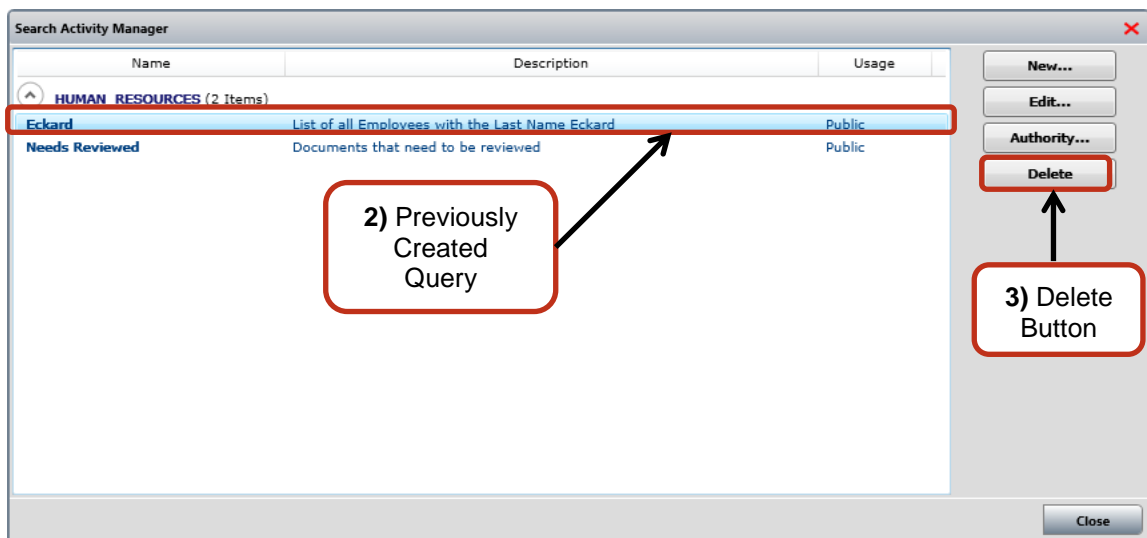 Search Activity Manager
Name Description Usage
HUMAN_RESOURCES (2 Items)
Eckard List of all Employees with the Last Name Eckard Public
Needs Reviewed Documents that need to be reviewed Public
New...
Edit...
Authority...
Delete
2) Previously
Created
Query
3) Delete
Button
Close